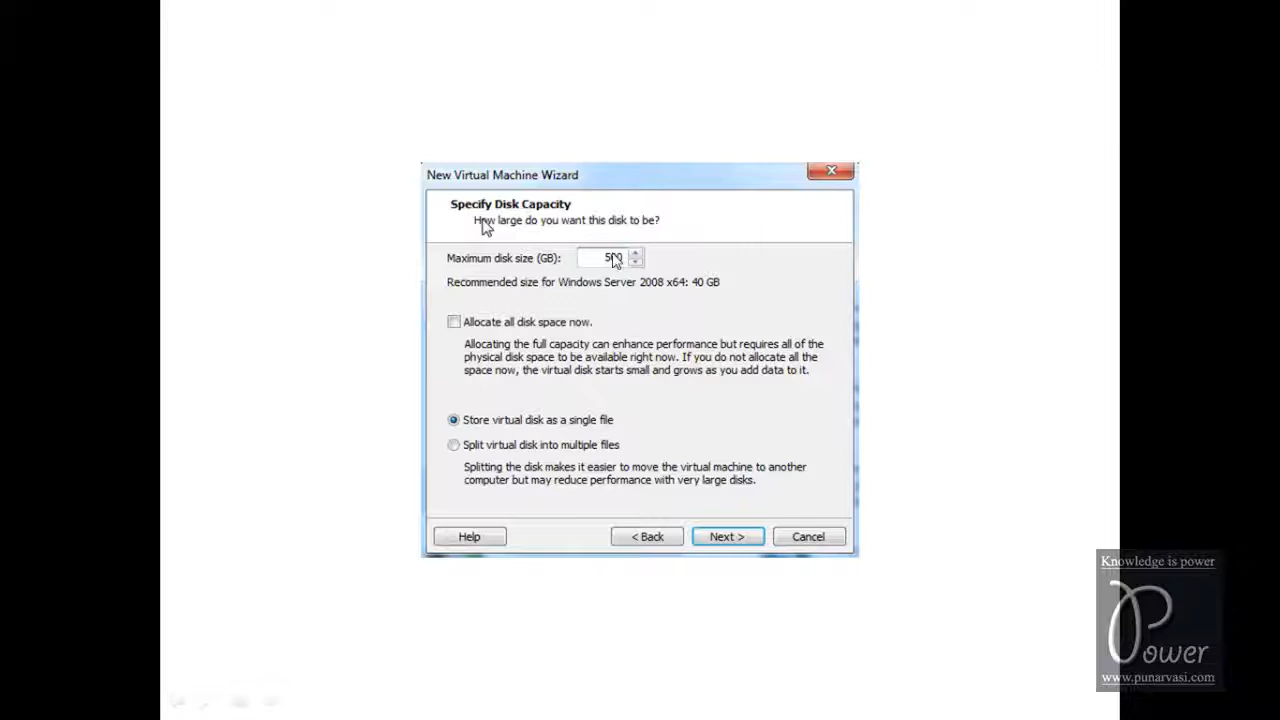 New Virtual Machine Wizard
Specify Disk Capacity
How large do you want this disk to be?
Maximum disk size (GB): 500
Recommended size for Windows Server 2008 x64: 40 GB
Allocate all disk space now.
Allocating the full capacity can enhance performance but requires all of the
physical disk space to be available right now. If you do not allocate all the
space now, the virtual disk starts small and grows as you add data to it.
Store virtual disk as a single file
Split virtual disk into multiple files
Splitting the disk makes it easier to move the virtual machine to another
computer but may reduce performance with very large disks.
Help < Back Next > Cancel
Knowledge is power
Power
www.punarvasi.com